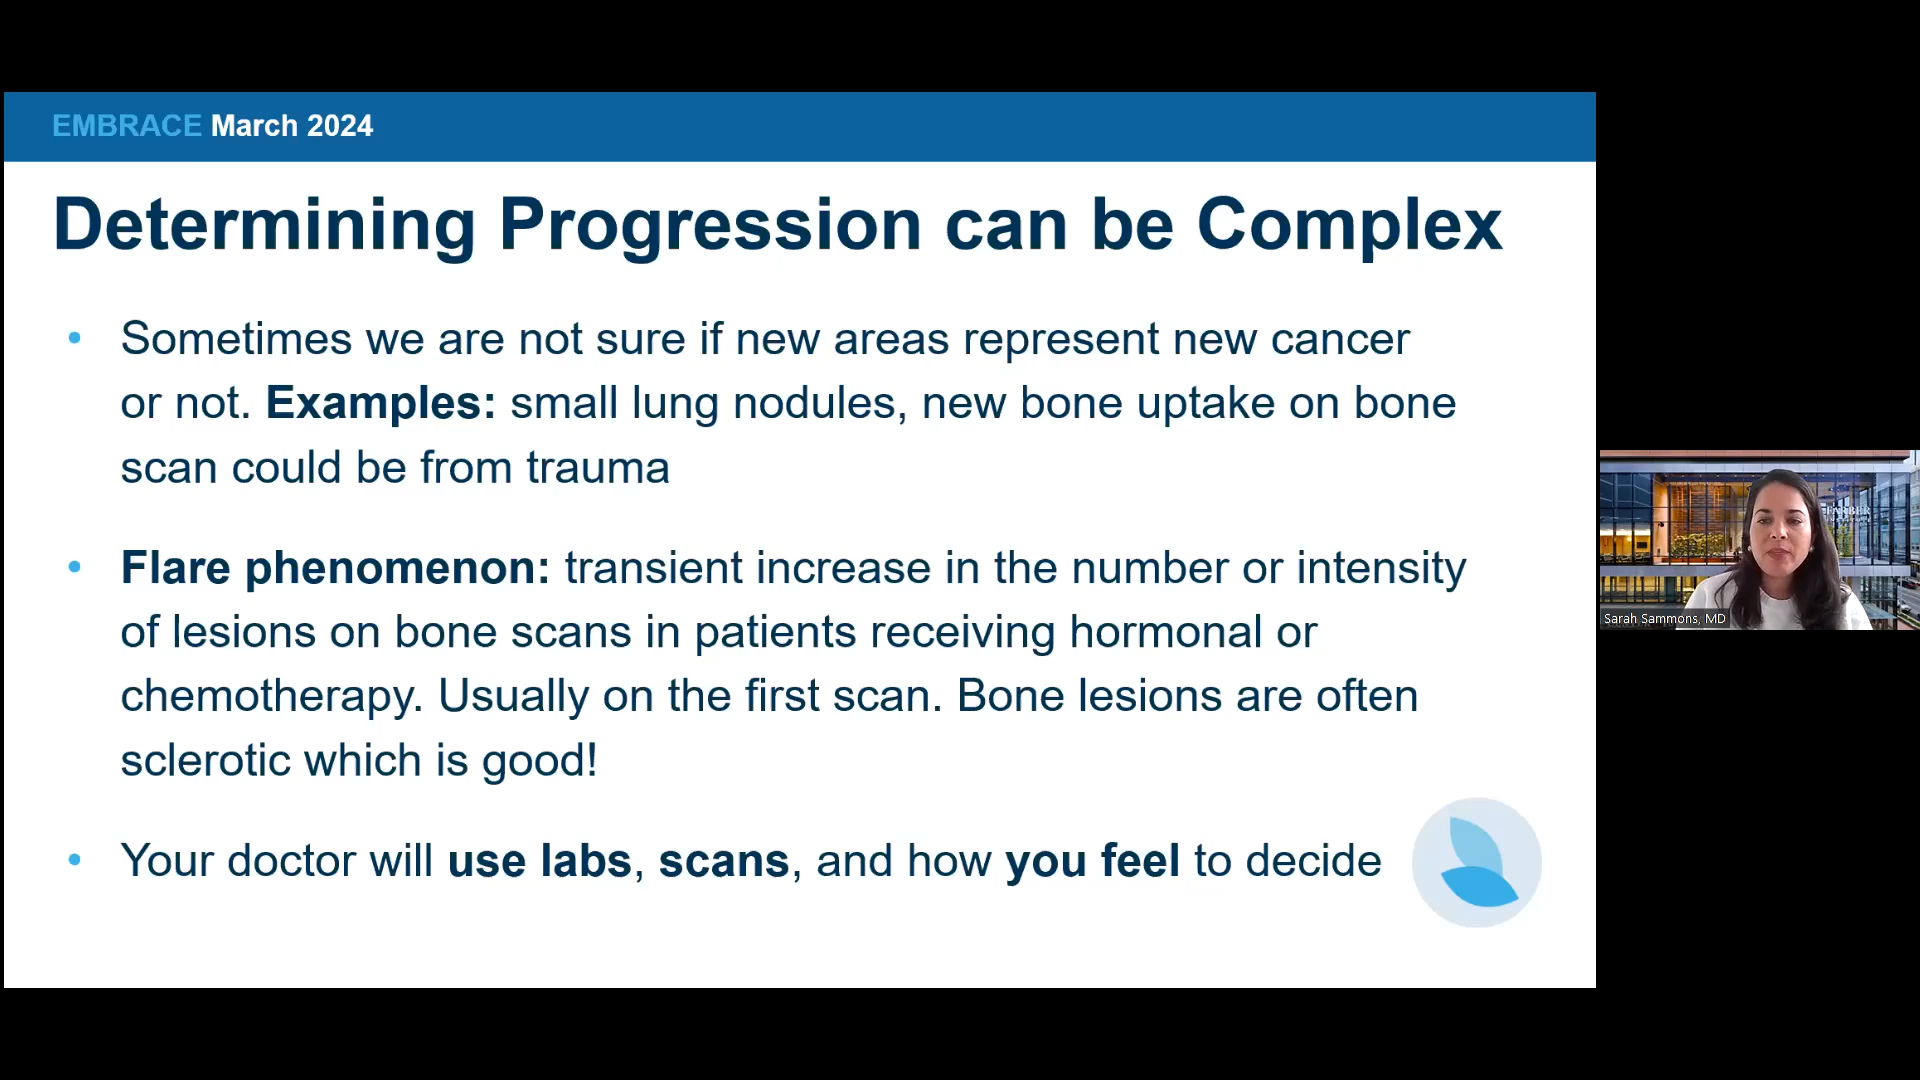 EMBRACE March 2024
Determining Progression can be Complex
• Sometimes we are not sure if new areas represent new cancer
or not. Examples: small lung nodules, new bone uptake on bone
scan could be from trauma
• Flare phenomenon: transient increase in the number or intensity
of lesions on bone scans in patients receiving hormonal or
chemotherapy. Usually on the first scan. Bone lesions are often
sclerotic which is good!
• Your doctor will use labs, scans, and how you feel to decide
FARBER
Sarah Sammons, MD